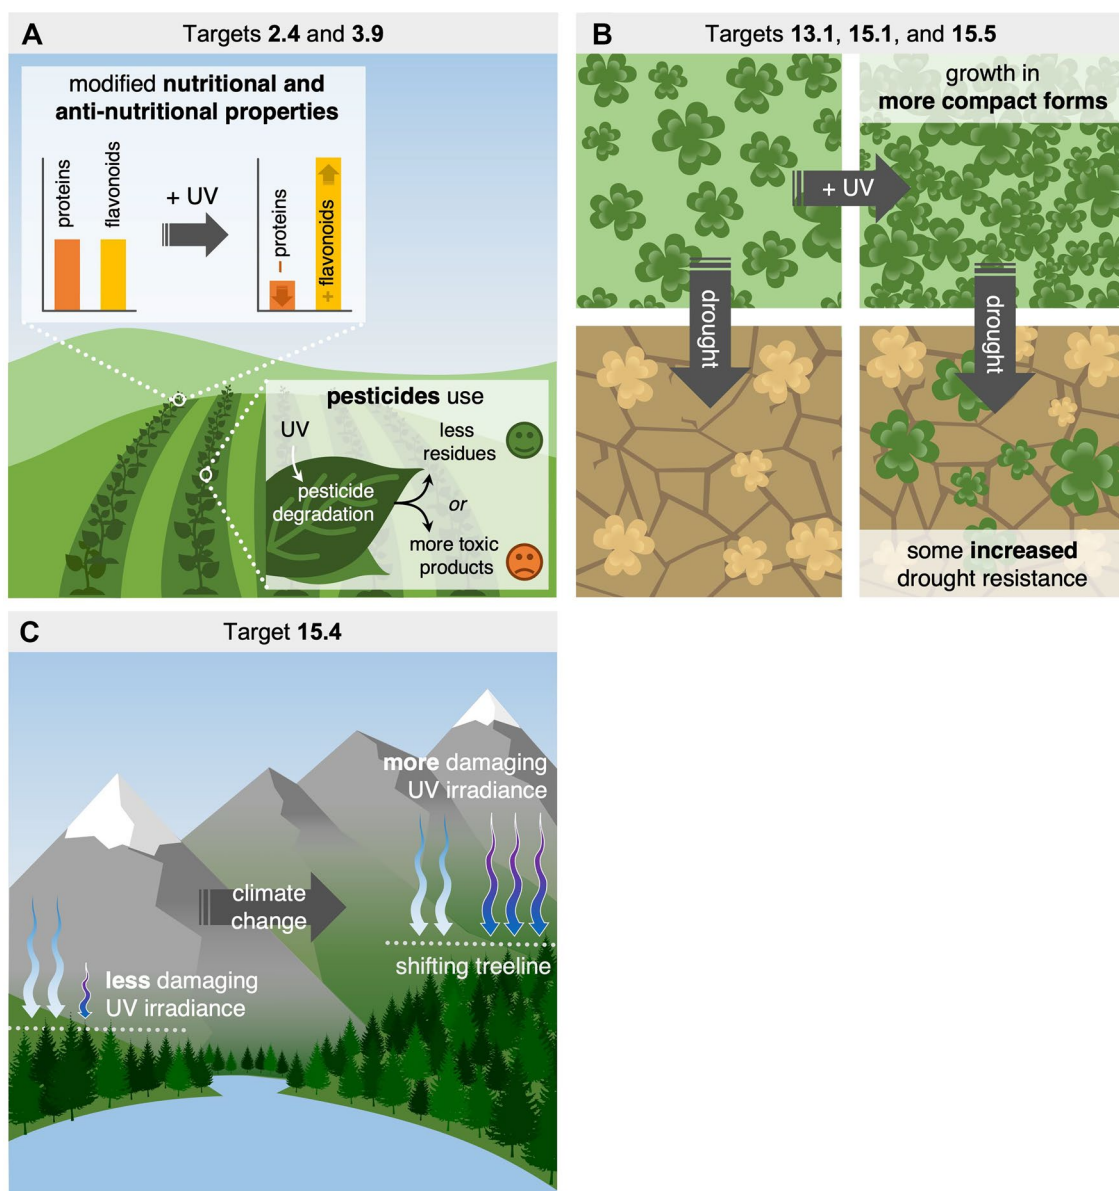 A
Targets 2.4 and 3.9
modified nutritional and
anti-nutritional properties
proteins
flavonoids
+ UV
– proteins
+ flavonoids
pesticides use
UV
pesticide
degradation
less
residues
or
more toxic
products
B
Targets 13.1, 15.1, and 15.5
growth in
more compact forms
+ UV
drought
drought
some increased
drought resistance
C
Target 15.4
more damaging
UV irradiance
climate
change
shifting treeline
less damaging
UV irradiance